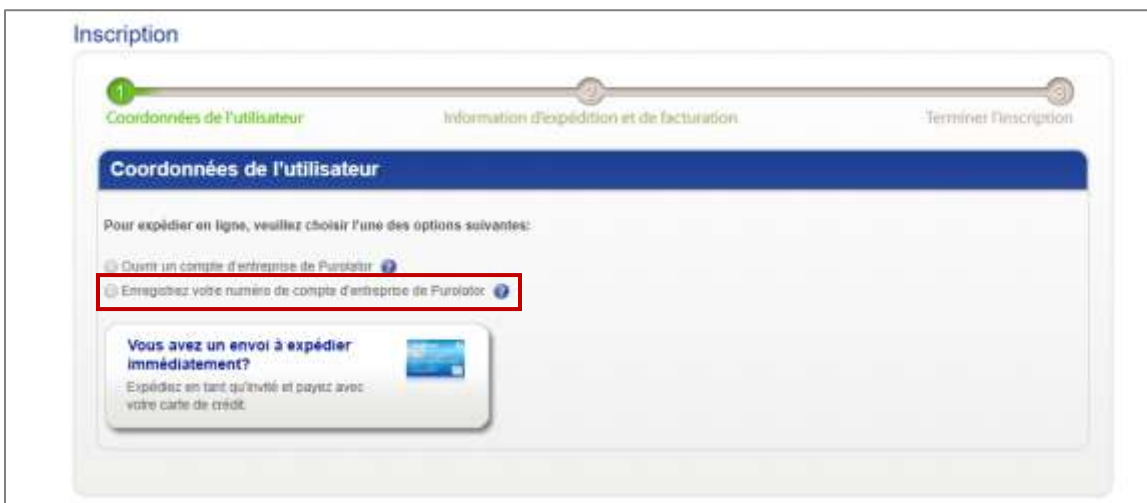 Inscription
1 2 3
Coordonnées de l'utilisateur Information d'expédition et de facturation Terminer l'inscription
Coordonnées de l'utilisateur
Pour expédier en ligne, veuillez choisir l'une des options suivantes:
Ouvrir un compte d'entreprise de Purolator ?
Enregistrez votre numéro de compte d'entreprise de Purolator ?
Vous avez un envoi à expédier
immédiatement?
Expédiez en tant qu'invité et payez avec
votre carte de crédit.